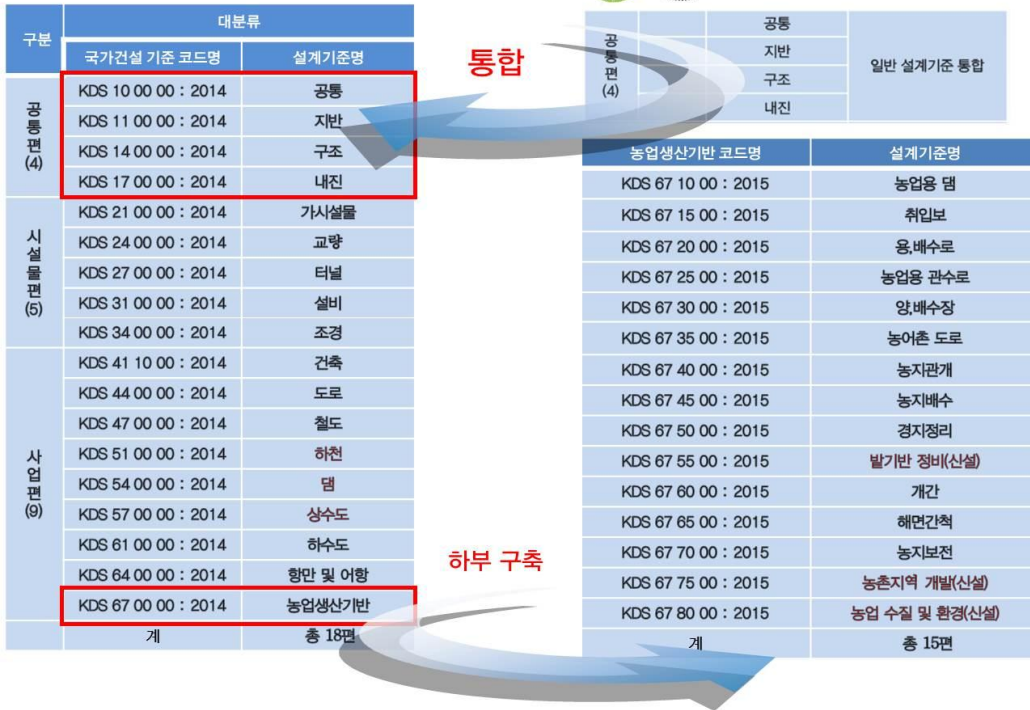 구분 대분류
국가건설 기준 코드명 설계기준명
공통편(4)
KDS 10 00 00 : 2014 공통
KDS 11 00 00 : 2014 지반
KDS 14 00 00 : 2014 구조
KDS 17 00 00 : 2014 내진
시설물편(5)
KDS 21 00 00 : 2014 가시설물
KDS 24 00 00 : 2014 교량
KDS 27 00 00 : 2014 터널
KDS 31 00 00 : 2014 설비
KDS 34 00 00 : 2014 조경
사업편(9)
KDS 41 10 00 : 2014 건축
KDS 44 00 00 : 2014 도로
KDS 47 00 00 : 2014 철도
KDS 51 00 00 : 2014 하천
KDS 54 00 00 : 2014 댐
KDS 57 00 00 : 2014 상수도
KDS 61 00 00 : 2014 하수도
KDS 64 00 00 : 2014 항만 및 어항
KDS 67 00 00 : 2014 농업생산기반
계 총 18편
통합
하부 구축
공통편(4)
공통
지반
구조
내진
일반 설계기준 통합
농업생산기반 코드명 설계기준명
KDS 67 10 00 : 2015 농업용 댐
KDS 67 15 00 : 2015 취입보
KDS 67 20 00 : 2015 용,배수로
KDS 67 25 00 : 2015 농업용 관수로
KDS 67 30 00 : 2015 양,배수장
KDS 67 35 00 : 2015 농어촌 도로
KDS 67 40 00 : 2015 농지관개
KDS 67 45 00 : 2015 농지배수
KDS 67 50 00 : 2015 경지정리
KDS 67 55 00 : 2015 밭기반 정비(신설)
KDS 67 60 00 : 2015 개간
KDS 67 65 00 : 2015 해면간척
KDS 67 70 00 : 2015 농지보전
KDS 67 75 00 : 2015 농촌지역 개발(신설)
KDS 67 80 00 : 2015 농업 수질 및 환경(신설)
계 총 15편